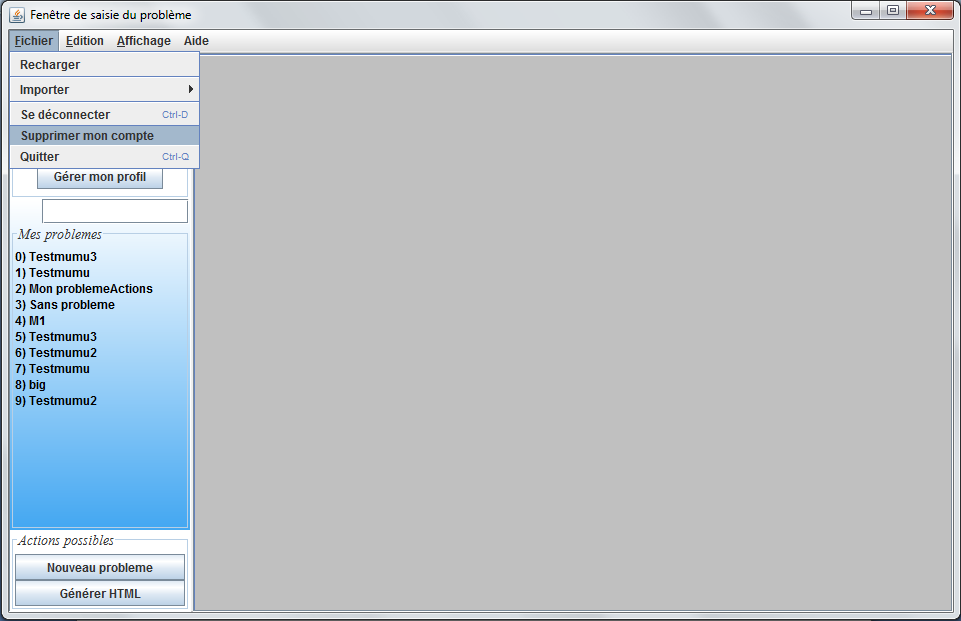 Fenêtre de saisie du problème
Fichier Edition Affichage Aide
Recharger
Importer
Se déconnecter Ctrl-D
Supprimer mon compte
Quitter Ctrl-Q
Gérer mon profil
Mes problemes
0) Testmumu3
1) Testmumu
2) Mon problemeActions
3) Sans probleme
4) M1
5) Testmumu3
6) Testmumu2
7) Testmumu
8) big
9) Testmumu2
Actions possibles
Nouveau probleme
Générer HTML